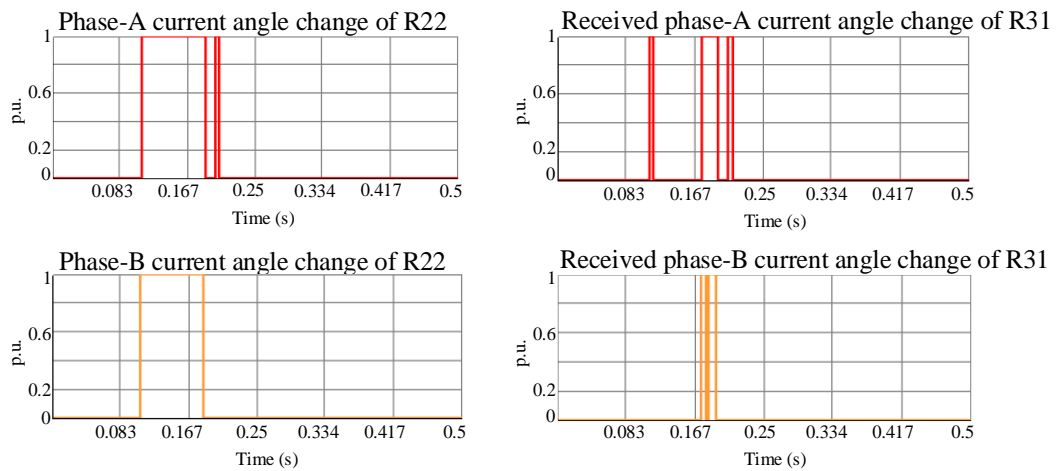 Phase-A current angle change of R22
1
0.6
0.2
0
p.u.
0.083 0.167 0.25 0.334 0.417 0.5
Time (s)
Received phase-A current angle change of R31
1
0.6
0.2
0
p.u.
0.083 0.167 0.25 0.334 0.417 0.5
Time (s)
Phase-B current angle change of R22
1
0.6
0.2
0
p.u.
0.083 0.167 0.25 0.334 0.417 0.5
Time (s)
Received phase-B current angle change of R31
1
0.6
0.2
0
p.u.
0.083 0.167 0.25 0.334 0.417 0.5
Time (s)